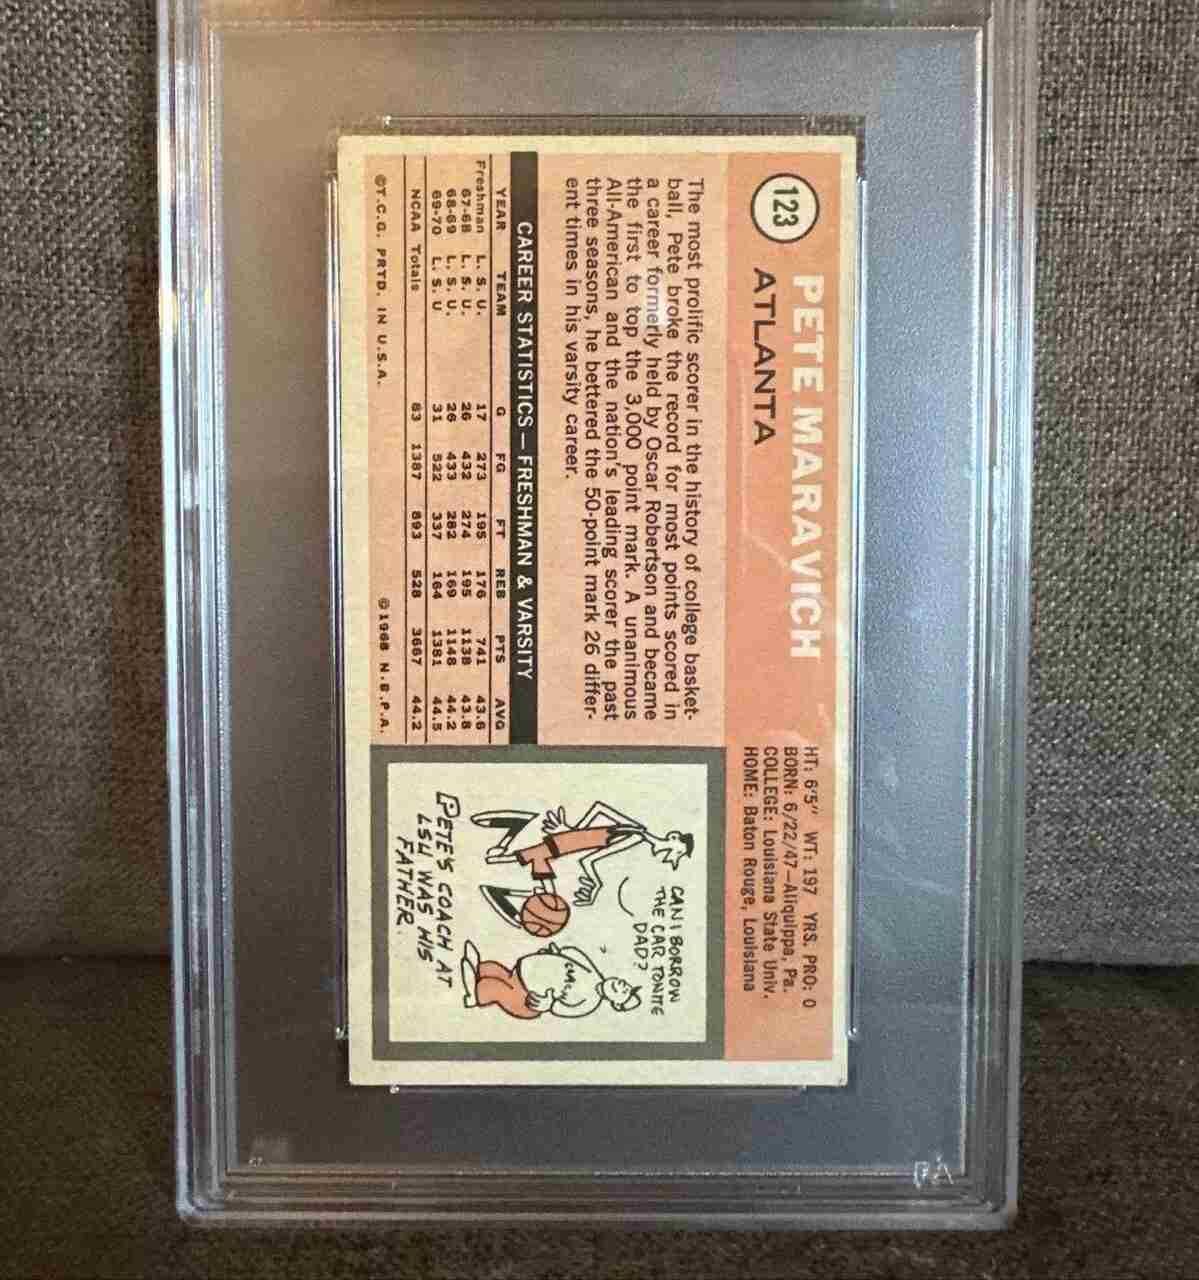 123
PETE MARAVICH
ATLANTA
HT: 6'5" WT: 197 YRS. PRO: 0
BORN: 6/22/47—Aliquippa, Pa.
COLLEGE: Louisiana State Univ.
HOME: Baton Rouge, Louisiana
The most prolific scorer in the history of college basket-
ball, Pete broke the record for most points scored in
a career formerly held by Oscar Robertson and became
the first to top the 3,000 point mark. A unanimous
All-American and the nation's leading scorer the past
three seasons, he bettered the 50-point mark 26 differ-
ent times in his varsity career.
CAREER STATISTICS — FRESHMAN & VARSITY
YEAR TEAM G FG FT REB PTS AVG
Freshman L. S. U. 17 273 195 176 741 43.6
67-68 L. S. U. 26 432 274 195 1138 43.8
68-69 L. S. U. 26 433 282 169 1148 44.2
69-70 L. S. U 31 522 337 164 1381 44.5
NCAA Totals 83 1387 893 528 3667 44.2
©T.C.G. PRTD. IN U.S.A. ©1968 N.B.P.A.
CAN I BORROW
THE CAR TONITE
DAD?
COACH
PETE'S COACH AT
LSU WAS HIS
FATHER.